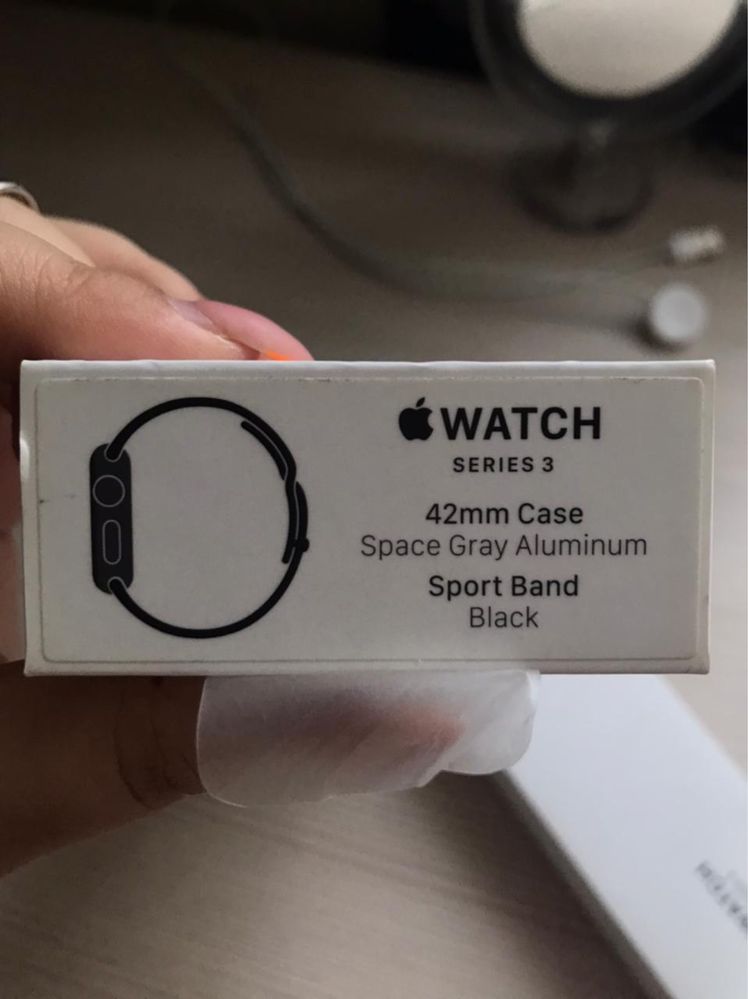 WATCH
SERIES 3
42mm Case
Space Gray Aluminum
Sport Band
Black